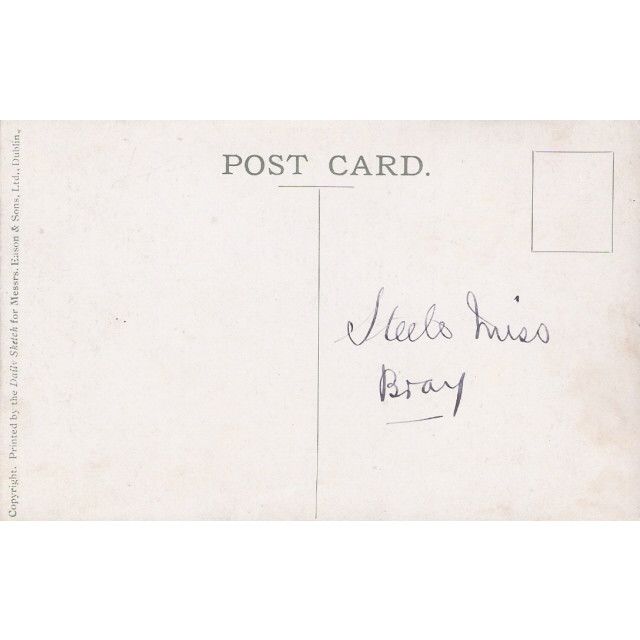 POST CARD.
Copyright. Printed by the Daily Sketch for Messrs. Eason & Sons, Ltd., Dublin.
Steele Miss
Bray